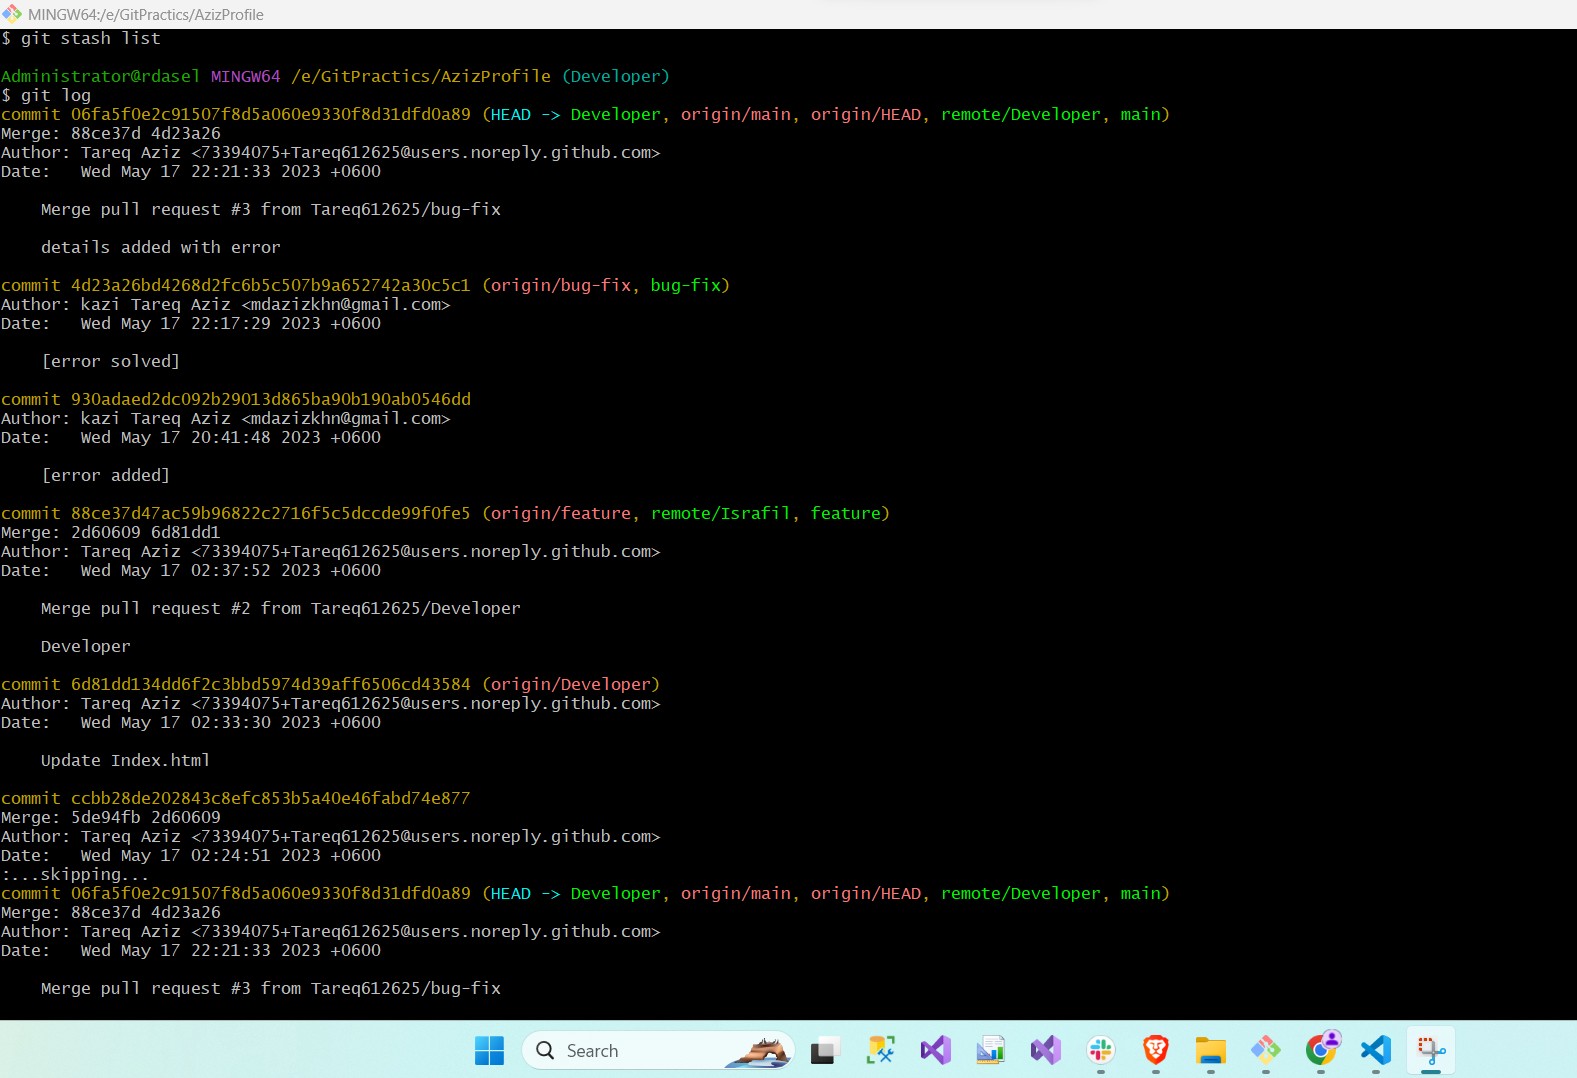 MINGW64:/e/GitPractics/AzizProfile
$ git stash list
Administrator@rdasel MINGW64 /e/GitPractics/AzizProfile (Developer)
$ git log
commit 06fa5f0e2c91507f8d5a060e9330f8d31dfd0a89 (HEAD -> Developer, origin/main, origin/HEAD, remote/Developer, main)
Merge: 88ce37d 4d23a26
Author: Tareq Aziz <73394075+Tareq612625@users.noreply.github.com>
Date:   Wed May 17 22:21:33 2023 +0600
    Merge pull request #3 from Tareq612625/bug-fix
    details added with error
commit 4d23a26bd4268d2fc6b5c507b9a652742a30c5c1 (origin/bug-fix, bug-fix)
Author: kazi Tareq Aziz <mdazizkhn@gmail.com>
Date:   Wed May 17 22:17:29 2023 +0600
    [error solved]
commit 930adaed2dc092b29013d865ba90b190ab0546dd
Author: kazi Tareq Aziz <mdazizkhn@gmail.com>
Date:   Wed May 17 20:41:48 2023 +0600
    [error added]
commit 88ce37d47ac59b96822c2716f5c5dccde99f0fe5 (origin/feature, remote/Israfil, feature)
Merge: 2d60609 6d81dd1
Author: Tareq Aziz <73394075+Tareq612625@users.noreply.github.com>
Date:   Wed May 17 02:37:52 2023 +0600
    Merge pull request #2 from Tareq612625/Developer
    Developer
commit 6d81dd134dd6f2c3bbd5974d39aff6506cd43584 (origin/Developer)
Author: Tareq Aziz <73394075+Tareq612625@users.noreply.github.com>
Date:   Wed May 17 02:33:30 2023 +0600
    Update Index.html
commit ccbb28de202843c8efc853b5a40e46fabd74e877
Merge: 5de94fb 2d60609
Author: Tareq Aziz <73394075+Tareq612625@users.noreply.github.com>
Date:   Wed May 17 02:24:51 2023 +0600
:...skipping...
commit 06fa5f0e2c91507f8d5a060e9330f8d31dfd0a89 (HEAD -> Developer, origin/main, origin/HEAD, remote/Developer, main)
Merge: 88ce37d 4d23a26
Author: Tareq Aziz <73394075+Tareq612625@users.noreply.github.com>
Date:   Wed May 17 22:21:33 2023 +0600
    Merge pull request #3 from Tareq612625/bug-fix
Search